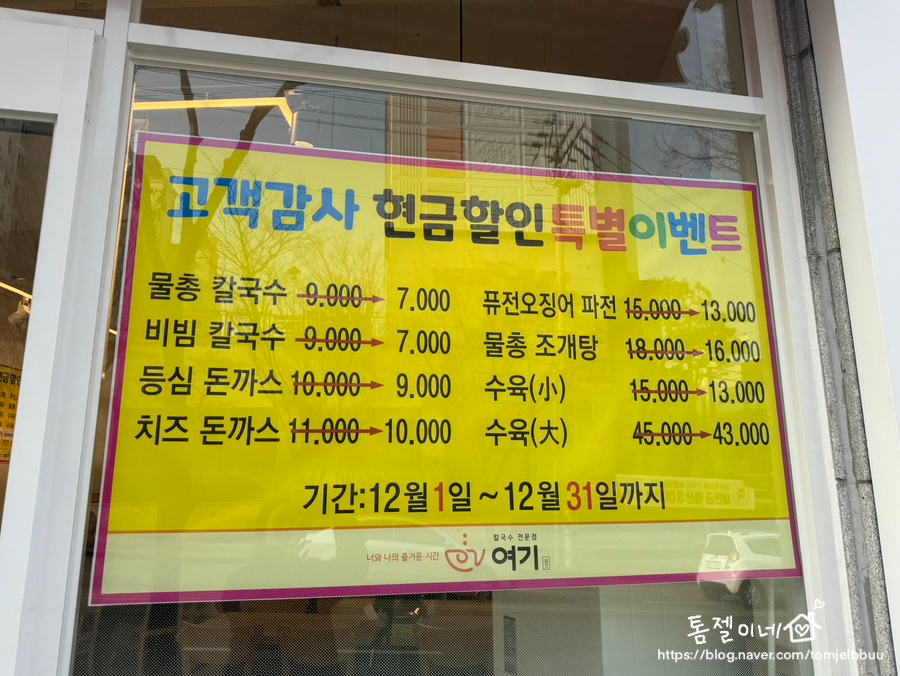 고객감사 현금할인 특별이벤트
물총 칼국수 9.000 → 7.000
비빔 칼국수 9.000 → 7.000
등심 돈까스 10.000 → 9.000
치즈 돈까스 11.000 → 10.000
퓨전오징어 파전 15.000 → 13.000
물총 조개탕 18.000 → 16.000
수육(小) 15.000 → 13.000
수육(大) 45.000 → 43.000
기간:12월1일 ~ 12월 31일까지
너와 나의 즐거운 시간
칼국수 전문점
여기
톰젤이네
https://blog.naver.com/tomjelbbuu